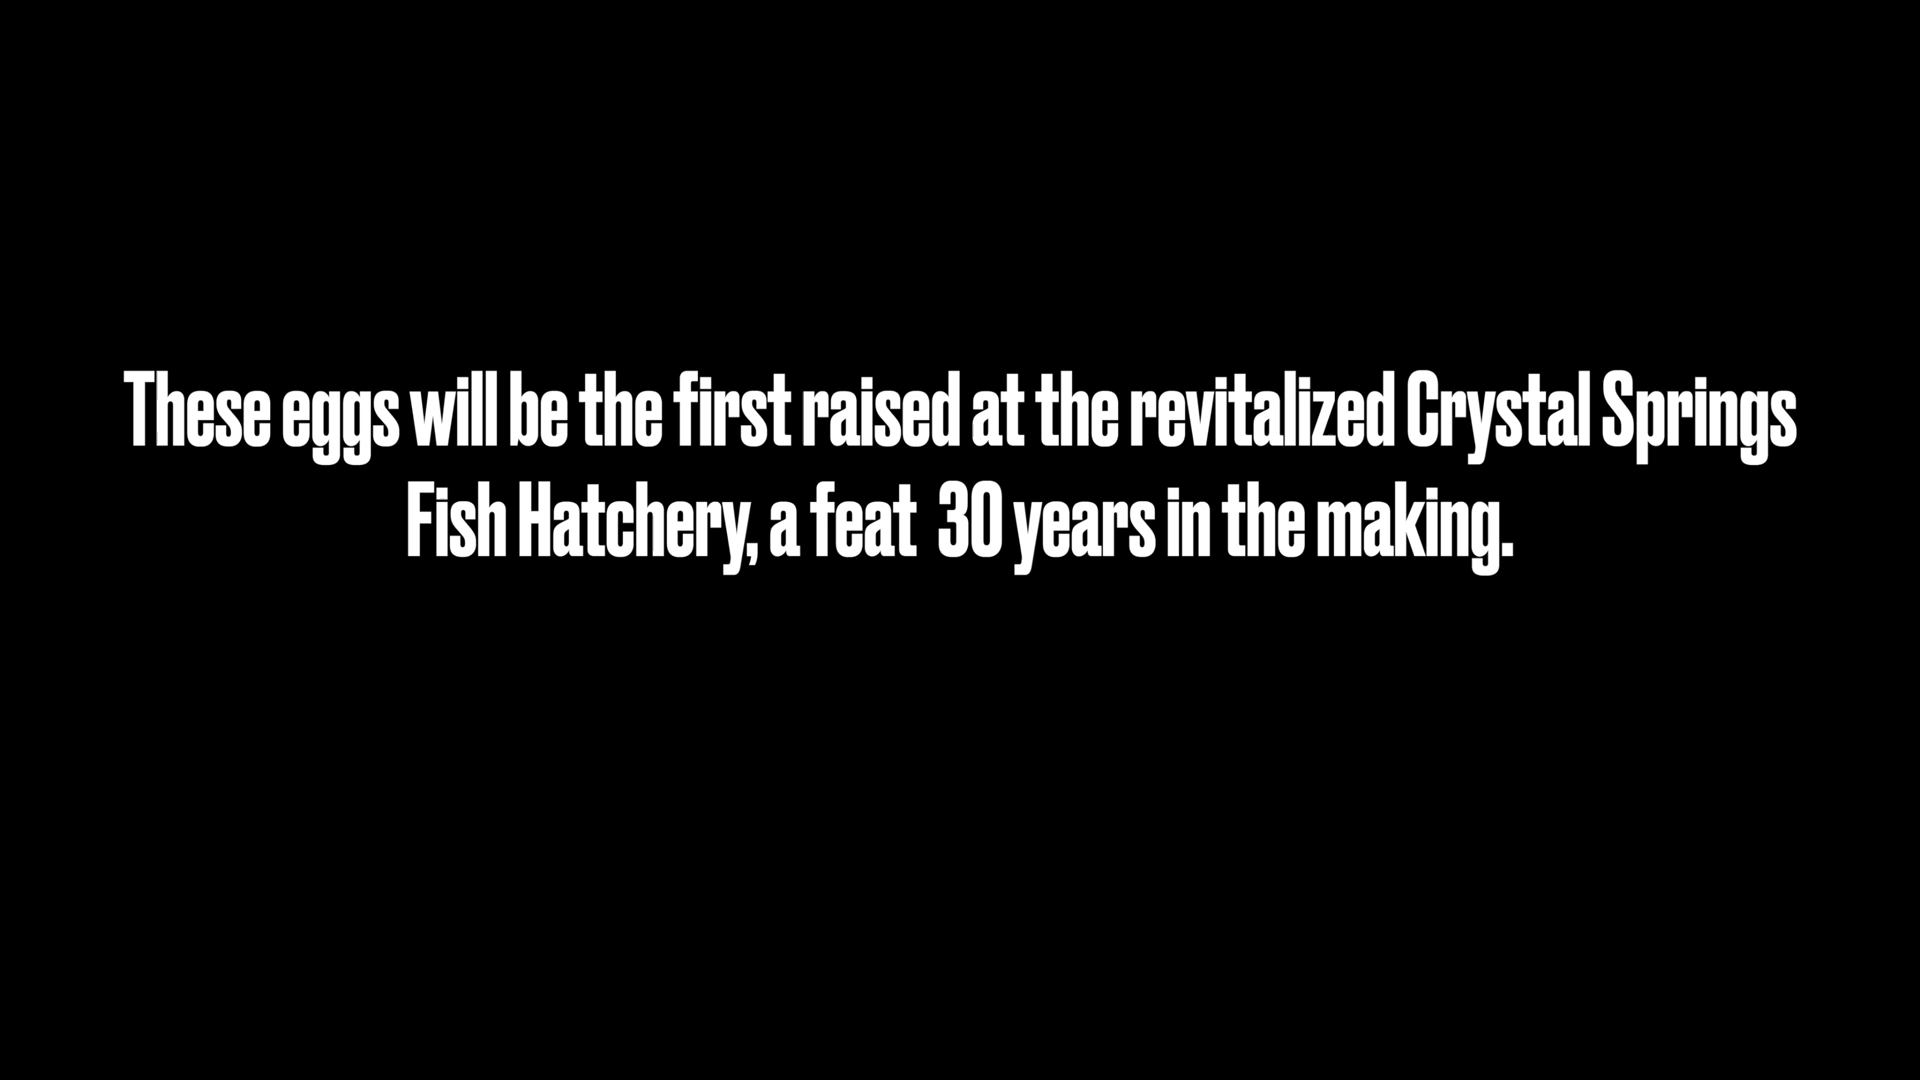 These eggs will be the first raised at the revitalized Crystal Springs
Fish Hatchery, a feat  30 years in the making.